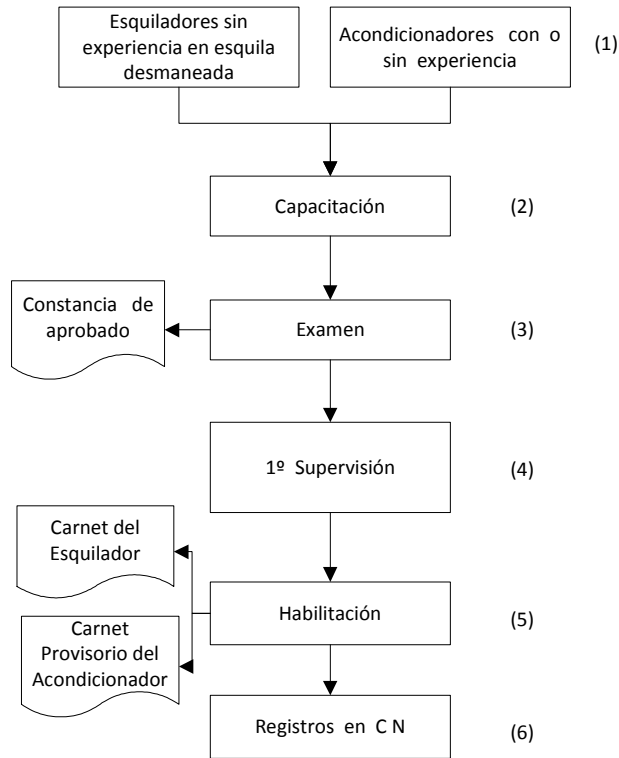 Esquiladores sin
experiencia en esquila
desmaneada
Acondicionadores con o
sin experiencia
(1)
Capacitación
(2)
Constancia de
aprobado
Examen
(3)
1º Supervisión
(4)
Carnet del
Esquilador
Habilitación
(5)
Carnet
Provisorio del
Acondicionador
Registros en C N
(6)